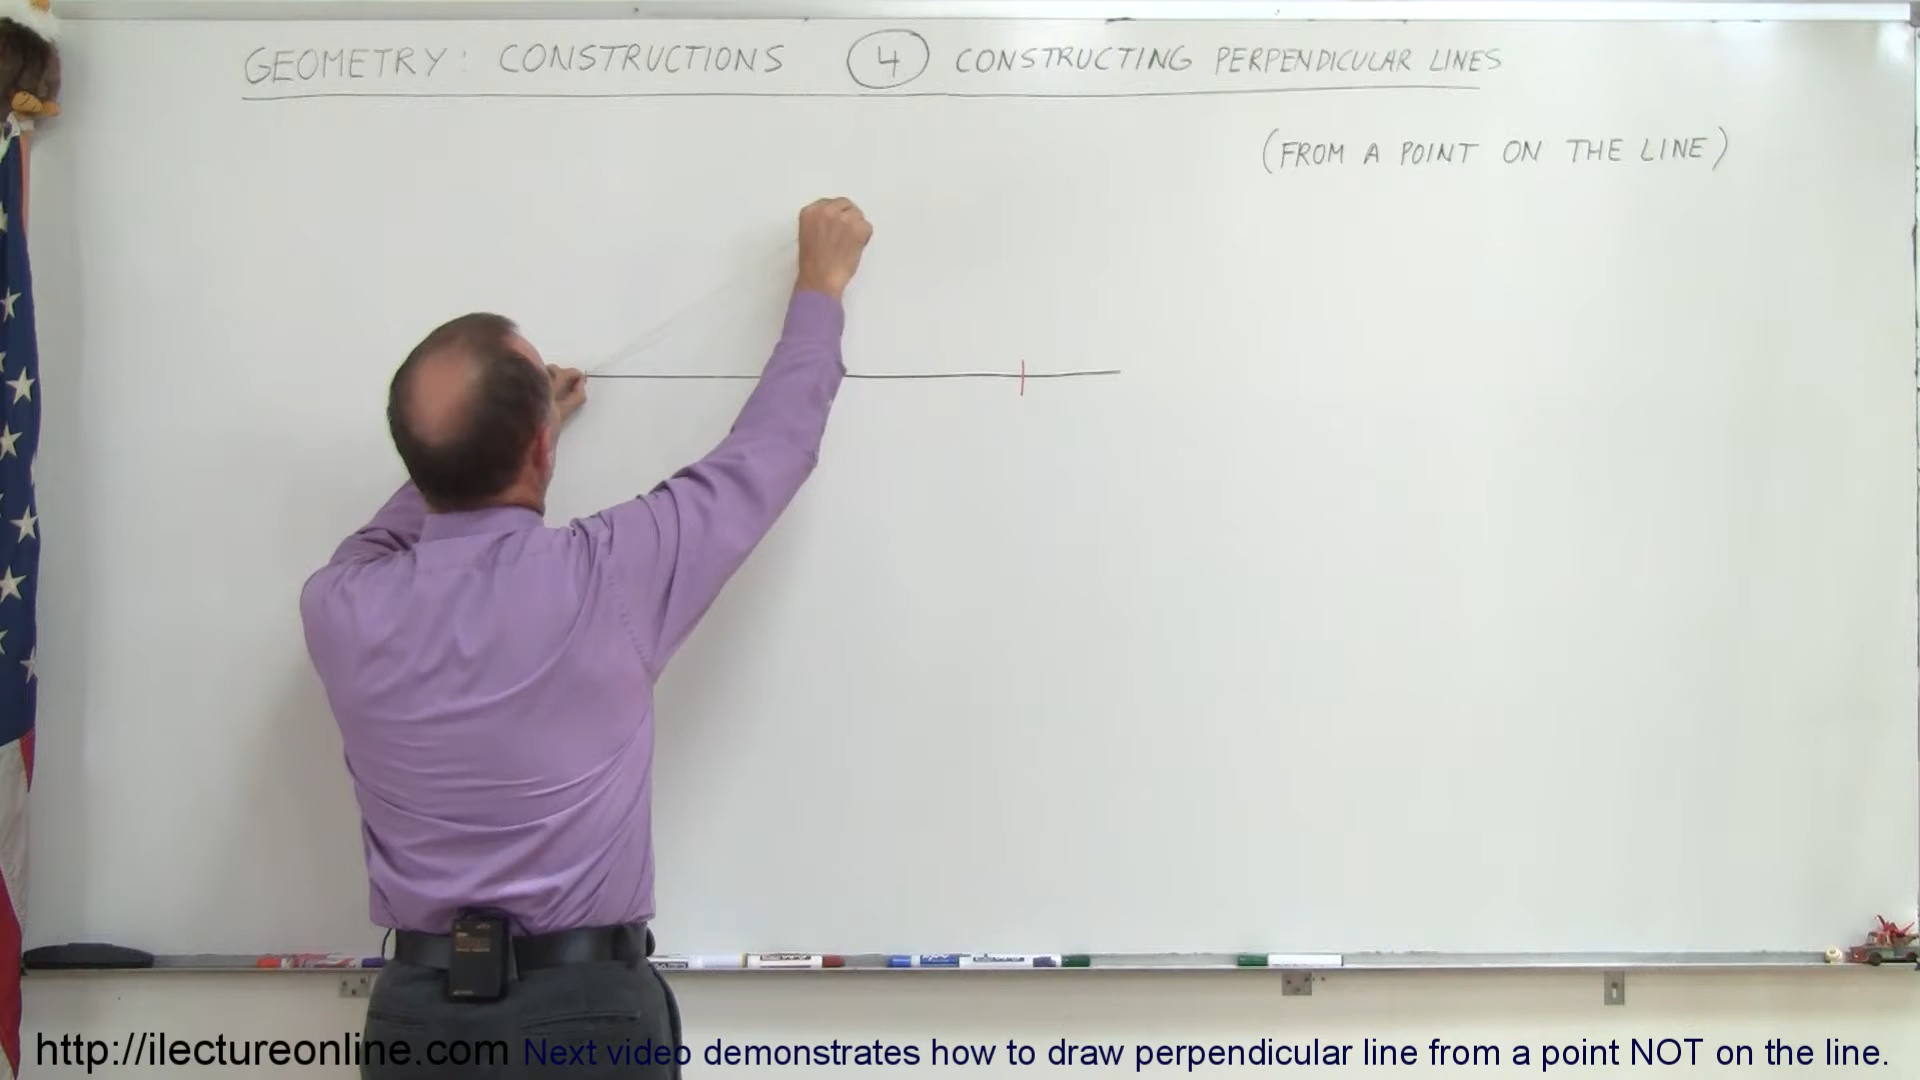 GEOMETRY: CONSTRUCTIONS 4 CONSTRUCTING PERPENDICULAR LINES
(FROM A POINT ON THE LINE)
http://ilectureonline.com Next video demonstrates how to draw perpendicular line from a point NOT on the line.